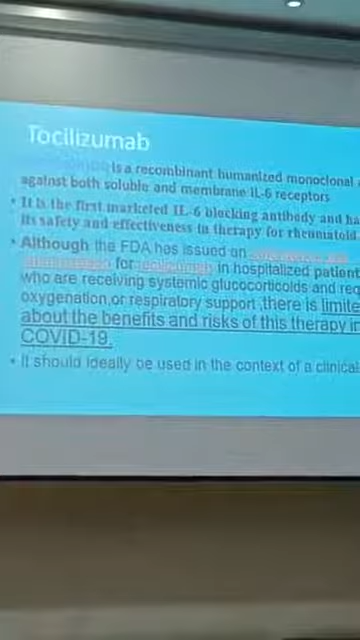 Tocilizumab
is a recombinant humanized monoclonal
against both soluble and membrane IL-6 receptors
• It is the first marketed IL-6 blocking antibody and ha
its safety and effectiveness in therapy for rheumatoid
• Although the FDA has issued an
for in hospitalized patient
who are receiving systemic glucocorticoids and req
oxygenation,or respiratory support ,there is limite
about the benefits and risks of this therapy in
COVID-19.
• It should ideally be used in the context of a clinical